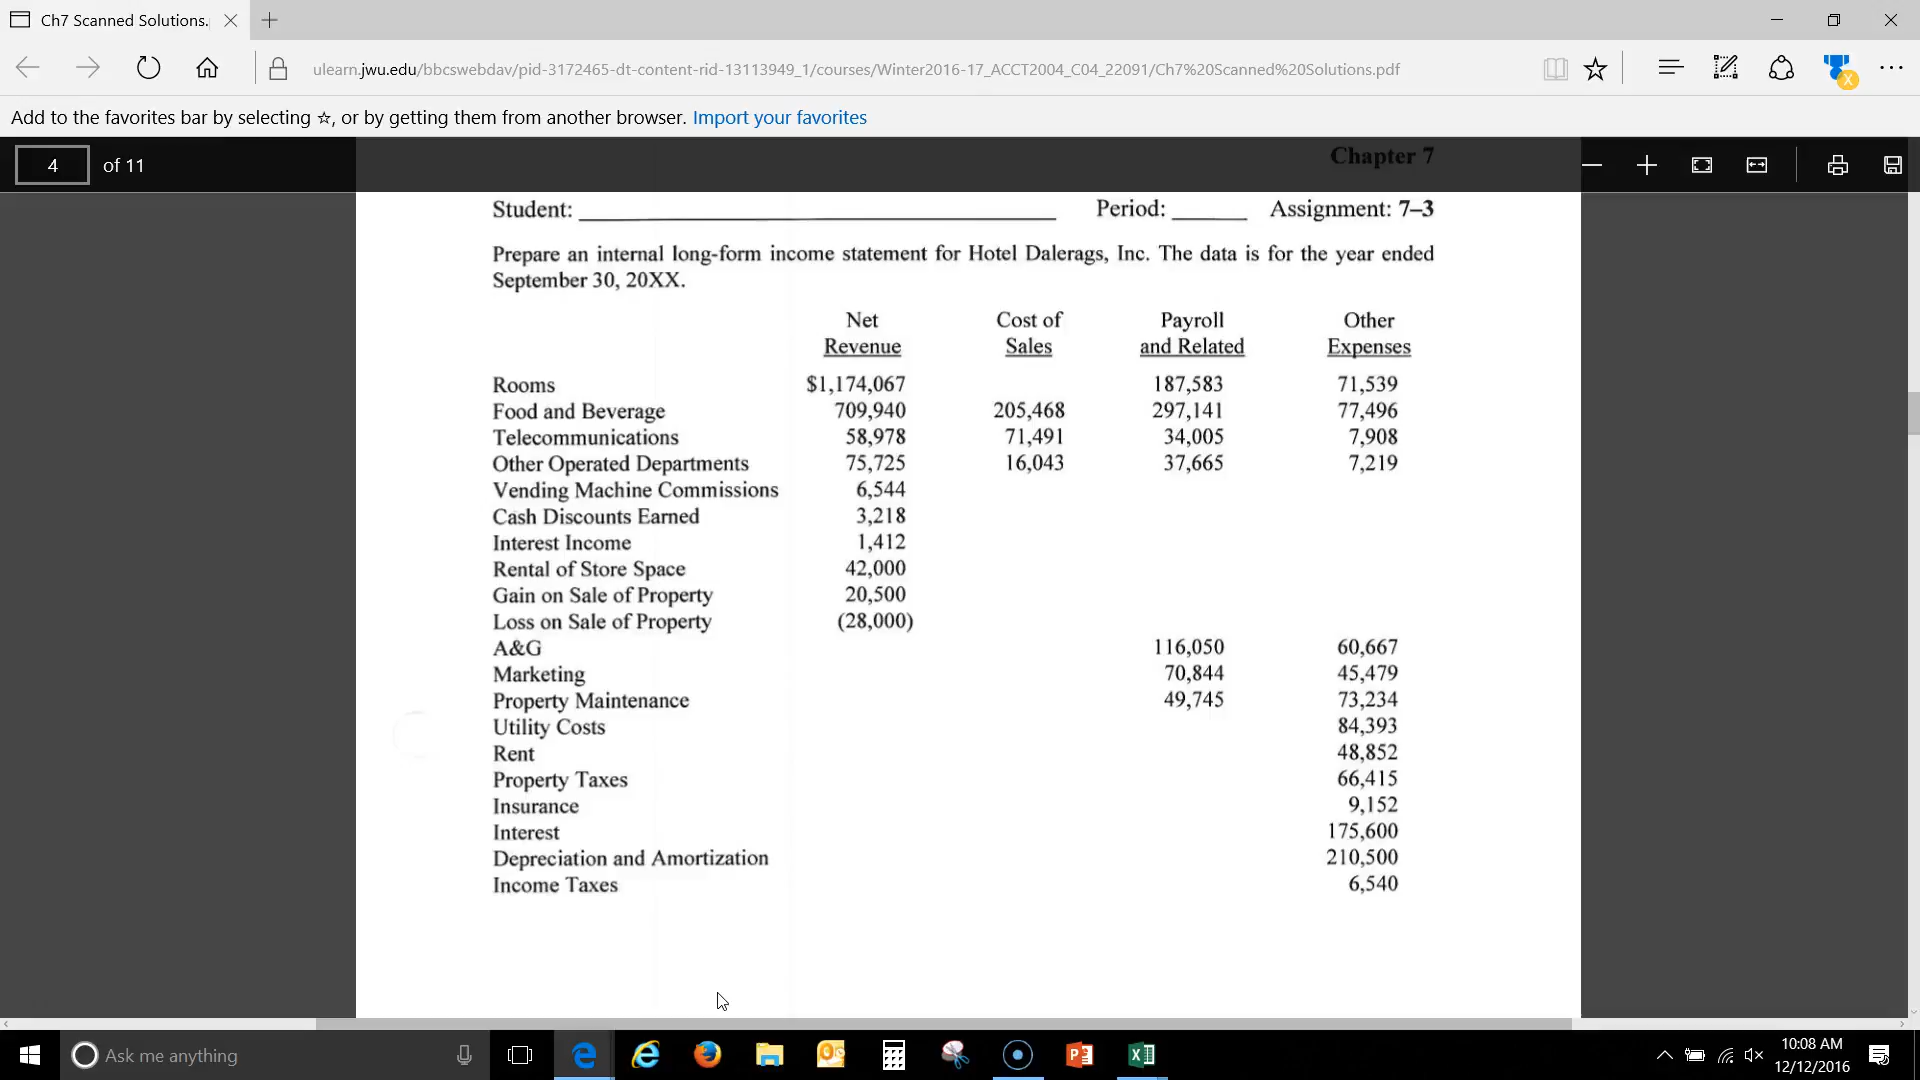 Ch7 Scanned Solutions.
ulearn.jwu.edu/bbcswebdav/pid-3172465-dt-content-rid-13113949_1/courses/Winter2016-17_ACCT2004_C04_22091/Ch7%20Scanned%20Solutions.pdf
Add to the favorites bar by selecting ☆, or by getting them from another browser. Import your favorites
4 of 11
Chapter 7
Student: Period: Assignment: 7–3
Prepare an internal long-form income statement for Hotel Dalerags, Inc. The data is for the year ended
September 30, 20XX.
Net Cost of Payroll Other
Revenue Sales and Related Expenses
Rooms $1,174,067 187,583 71,539
Food and Beverage 709,940 205,468 297,141 77,496
Telecommunications 58,978 71,491 34,005 7,908
Other Operated Departments 75,725 16,043 37,665 7,219
Vending Machine Commissions 6,544
Cash Discounts Earned 3,218
Interest Income 1,412
Rental of Store Space 42,000
Gain on Sale of Property 20,500
Loss on Sale of Property (28,000)
A&G 116,050 60,667
Marketing 70,844 45,479
Property Maintenance 49,745 73,234
Utility Costs 84,393
Rent 48,852
Property Taxes 66,415
Insurance 9,152
Interest 175,600
Depreciation and Amortization 210,500
Income Taxes 6,540
Ask me anything
10:08 AM
12/12/2016